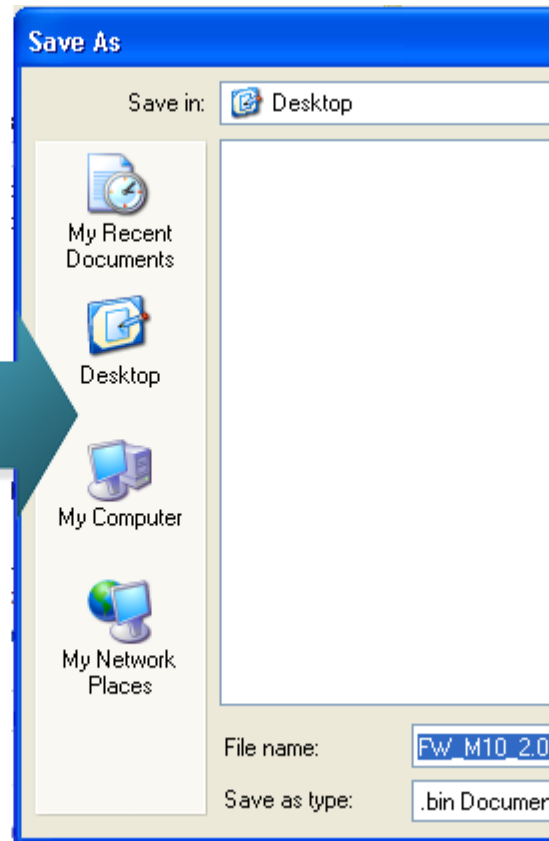 Save As
Save in:
Desktop
My Recent
Documents
Desktop
My Computer
My Network
Places
File name:
FW_M10_2.0
Save as type:
.bin